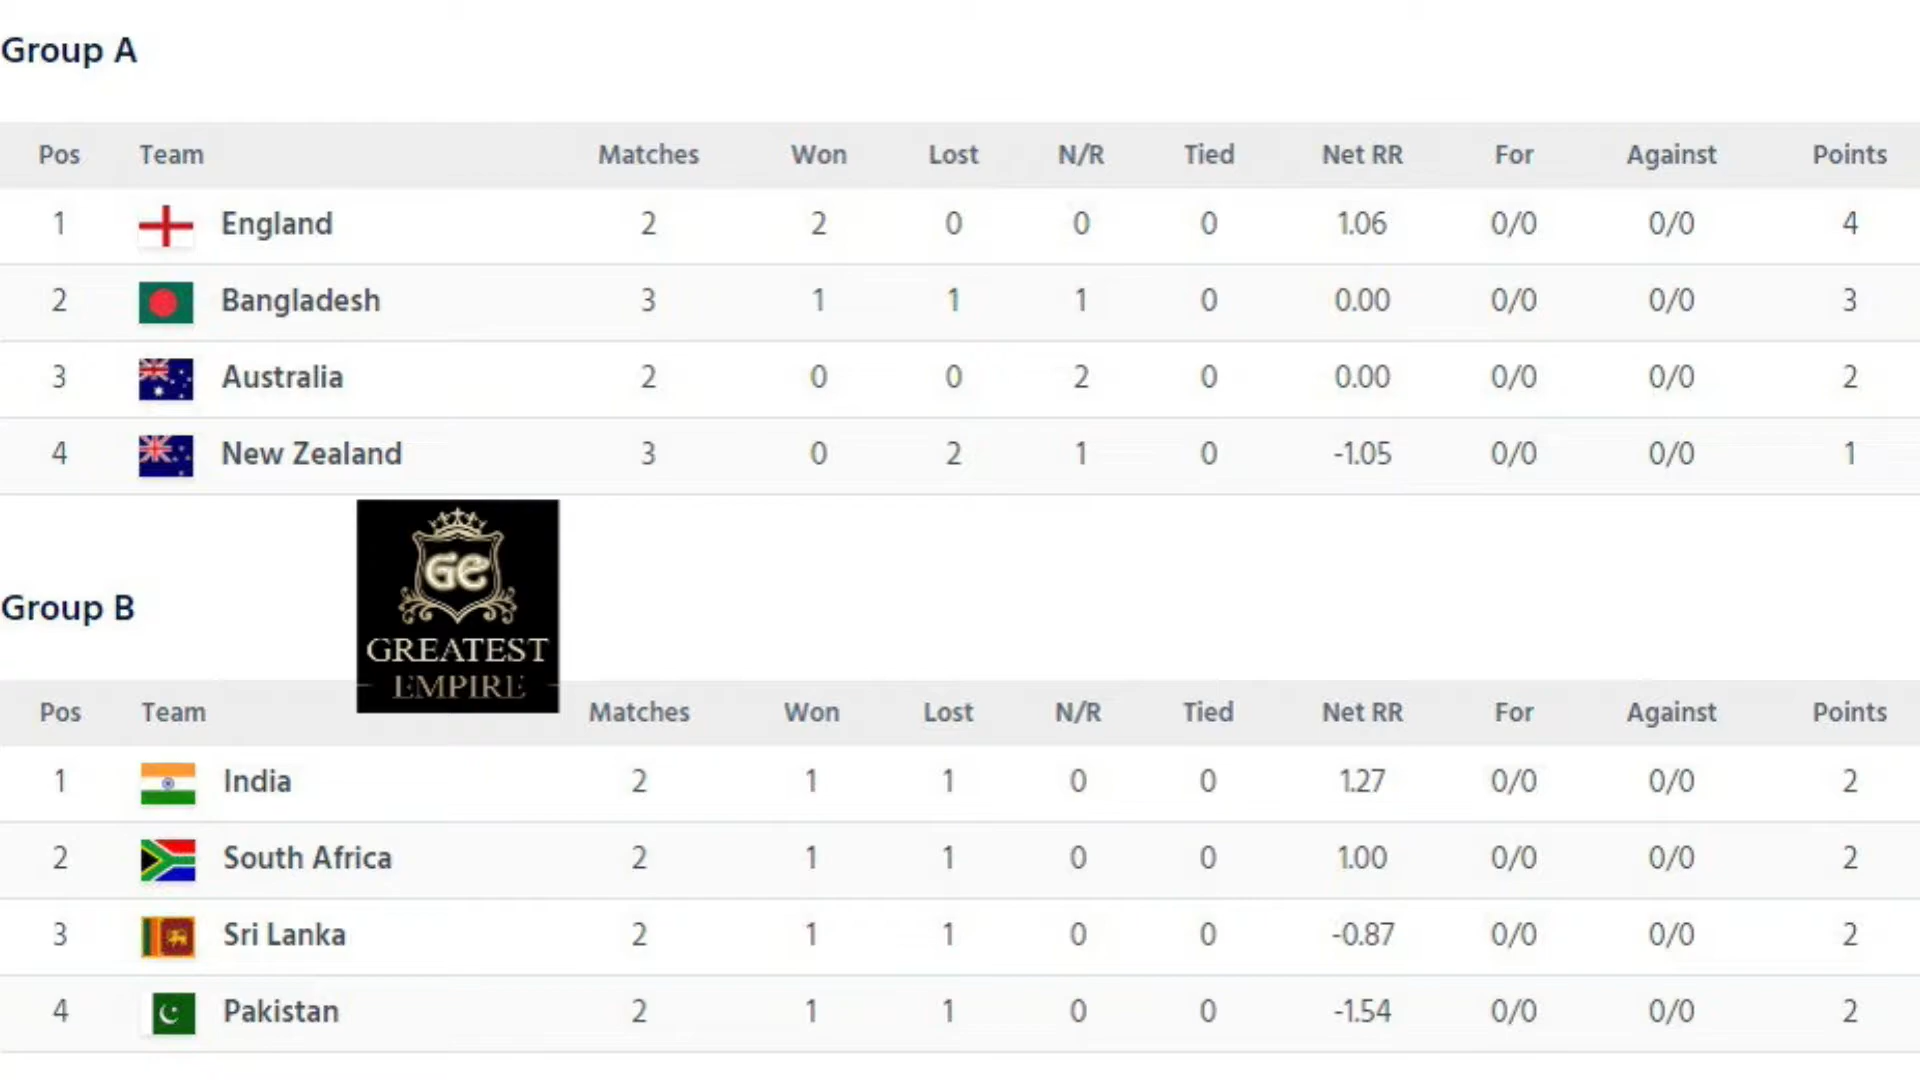 Group A
Pos Team Matches Won Lost N/R Tied Net RR For Against Points
1 England 2 2 0 0 0 1.06 0/0 0/0 4
2 Bangladesh 3 1 1 1 0 0.00 0/0 0/0 3
3 Australia 2 0 0 2 0 0.00 0/0 0/0 2
4 New Zealand 3 0 2 1 0 -1.05 0/0 0/0 1
GE
GREATEST
EMPIRE
Group B
Pos Team Matches Won Lost N/R Tied Net RR For Against Points
1 India 2 1 1 0 0 1.27 0/0 0/0 2
2 South Africa 2 1 1 0 0 1.00 0/0 0/0 2
3 Sri Lanka 2 1 1 0 0 -0.87 0/0 0/0 2
4 Pakistan 2 1 1 0 0 -1.54 0/0 0/0 2